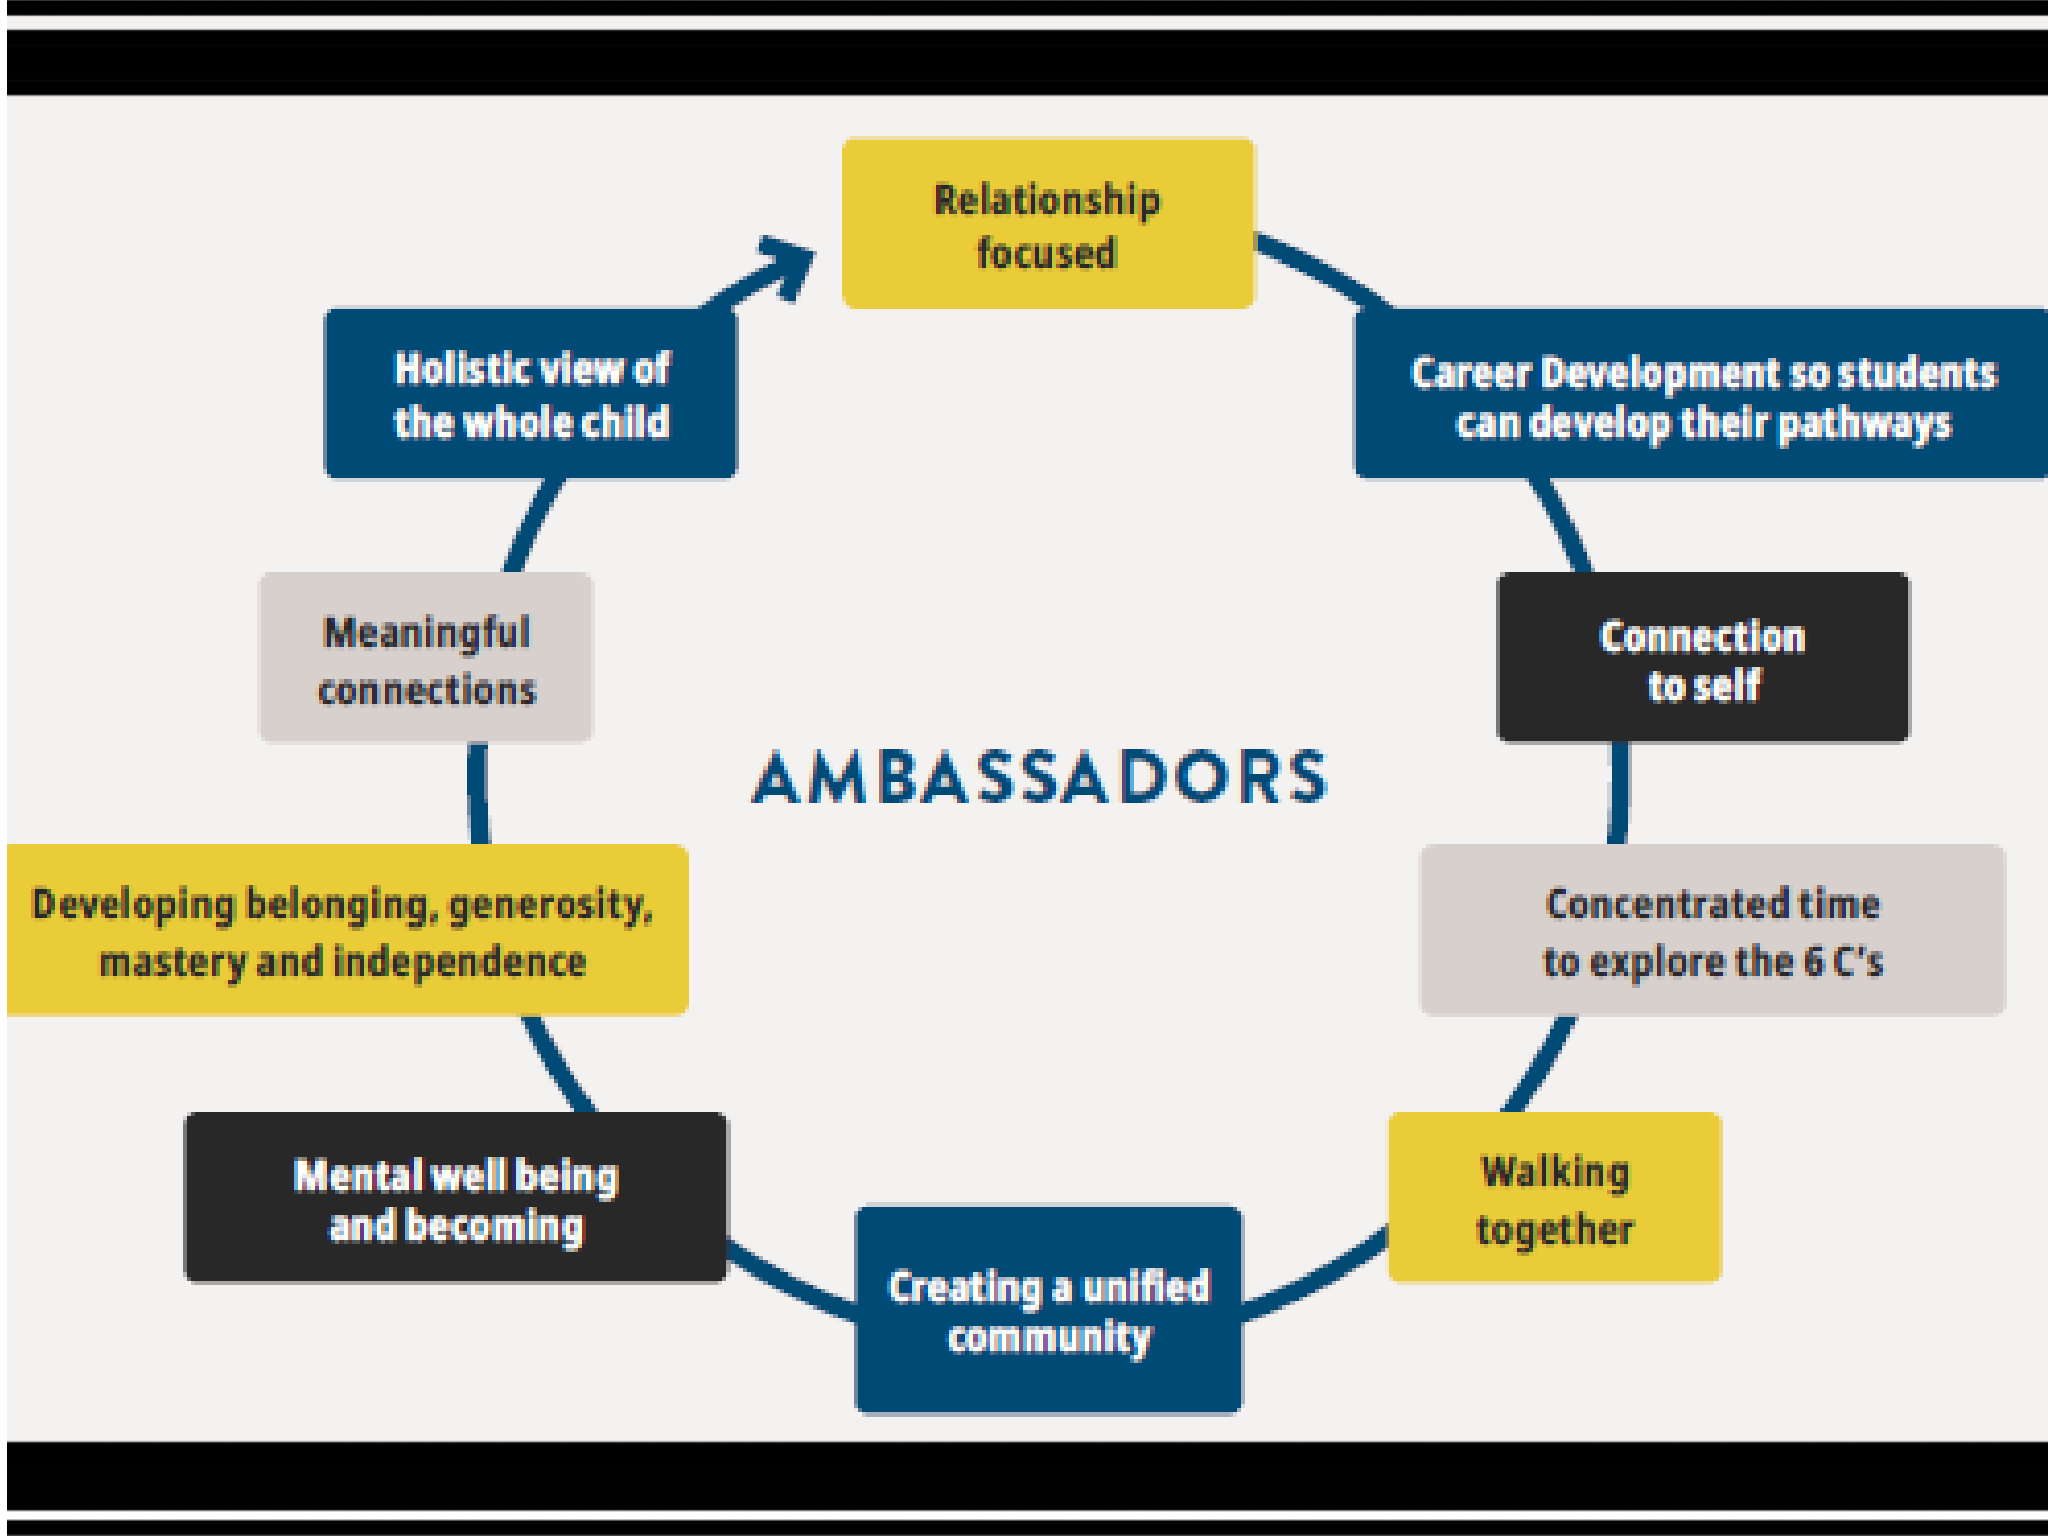 Relationship
focused
Career Development so students
can develop their pathways
Connection
to self
Concentrated time
to explore the 6 C's
Walking
together
Creating a unified
community
Mental well being
and becoming
Developing belonging, generosity,
mastery and independence
Meaningful
connections
Holistic view of
the whole child
AMBASSADORS